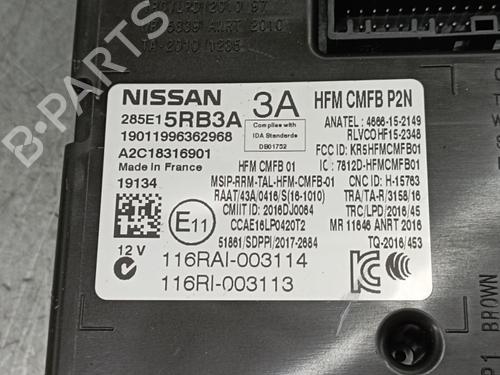 TA-2010/1285
NISSAN 3A HFM CMFB P2N
285E1 5RB3A
19011996362968
A2C18316901
Made in France
19134
Complies with
IDA Standards
DB01752
ANATEL : 4666-15-2149
RLVCOHF15-2348
FCC ID: KR5HFMCMFB01
HFM CMFB 01 IC : 7812D-HFMCMFB01
MSIP-RRM-TAL-HFM-CMFB-01 CNC ID: H-15763
RAAT/43A/0416/S(16-1010) TRA/TA-R/3158/16
CMIIT ID: 2016DJ0064 TRC/LPD/2016/45
CCAE16LP0420T2 MR 11646 ANRT 2016
51861/SDPPI/2017-2684 TQ-2016/453
E11
12 V
116RAI-003114
116RI-003113
P1 BROWN